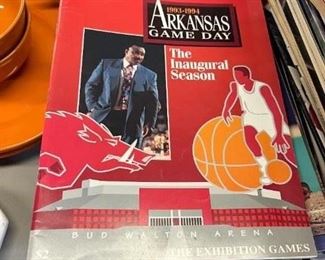 1993-1994
ARKANSAS
GAME DAY
The
Inaugural
Season
BUD WALTON ARENA
$2
THE EXHIBITION GAMES